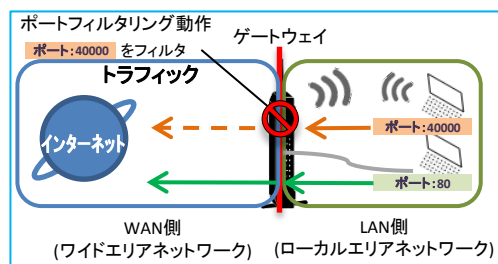 ポートフィルタリング動作
ポート:40000 をフィルタ
ゲートウェイ
トラフィック
インターネット
ポート:40000
ポート:80
WAN側
(ワイドエリアネットワーク)
LAN側
(ローカルエリアネットワーク)